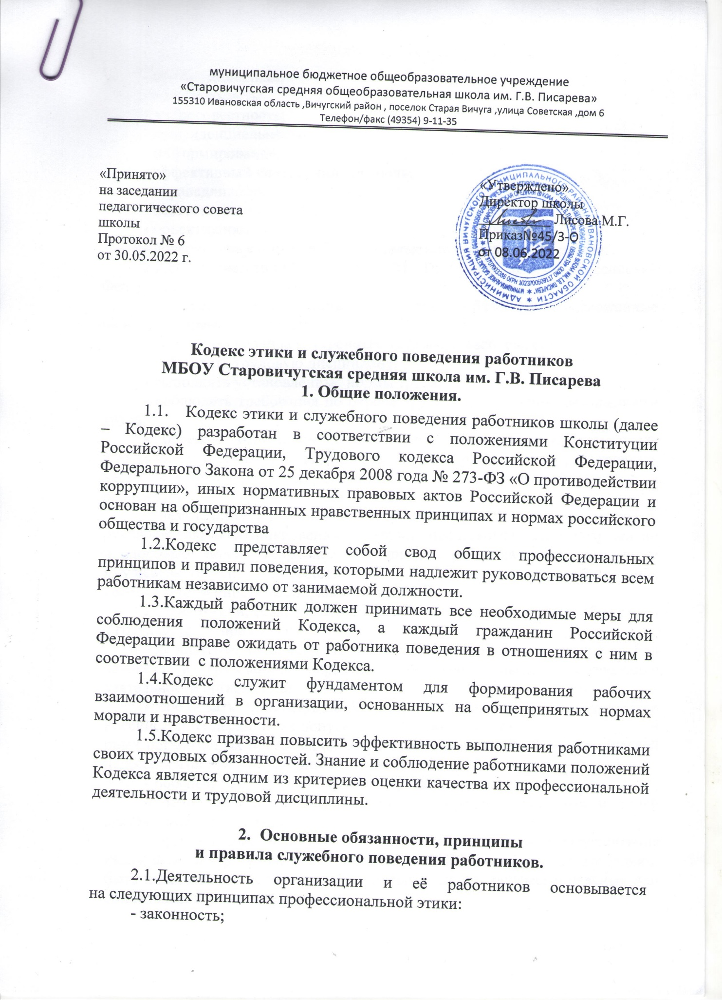 муниципальное бюджетное общеобразовательное учреждение
«Старовичугская средняя общеобразовательная школа им. Г.В. Писарева»
155310 Ивановская область ,Вичугский район , поселок Старая Вичуга ,улица Советская ,дом 6
Телефон/факс (49354) 9-11-35
«Принято»
на заседании
педагогического совета
школы
Протокол № 6
от 30.05.2022 г.
«Утверждено»
Директор школы
Лисова М.Г.
Приказ№45/3-О
от 08.06.2022
АДМИНИСТРАЦИЯ ВИЧУГСКОГО МУНИЦИПАЛЬНОГО РАЙОНА ИВАНОВСКОЙ ОБЛАСТИ
ОГРН 1023700509117 ОКПО
Кодекс этики и служебного поведения работников
МБОУ Старовичугская средняя школа им. Г.В. Писарева
1. Общие положения.
1.1. Кодекс этики и служебного поведения работников школы (далее
– Кодекс) разработан в соответствии с положениями Конституции
Российской Федерации, Трудового кодекса Российской Федерации,
Федерального Закона от 25 декабря 2008 года № 273-ФЗ «О противодействии
коррупции», иных нормативных правовых актов Российской Федерации и
основан на общепризнанных нравственных принципах и нормах российского
общества и государства
1.2.Кодекс представляет собой свод общих профессиональных
принципов и правил поведения, которыми надлежит руководствоваться всем
работникам независимо от занимаемой должности.
1.3.Каждый работник должен принимать все необходимые меры для
соблюдения положений Кодекса, а каждый гражданин Российской
Федерации вправе ожидать от работника поведения в отношениях с ним в
соответствии с положениями Кодекса.
1.4.Кодекс служит фундаментом для формирования рабочих
взаимоотношений в организации, основанных на общепринятых нормах
морали и нравственности.
1.5.Кодекс призван повысить эффективность выполнения работниками
своих трудовых обязанностей. Знание и соблюдение работниками положений
Кодекса является одним из критериев оценки качества их профессиональной
деятельности и трудовой дисциплины.
2. Основные обязанности, принципы
и правила служебного поведения работников.
2.1.Деятельность организации и её работников основывается
на следующих принципах профессиональной этики:
- законность;